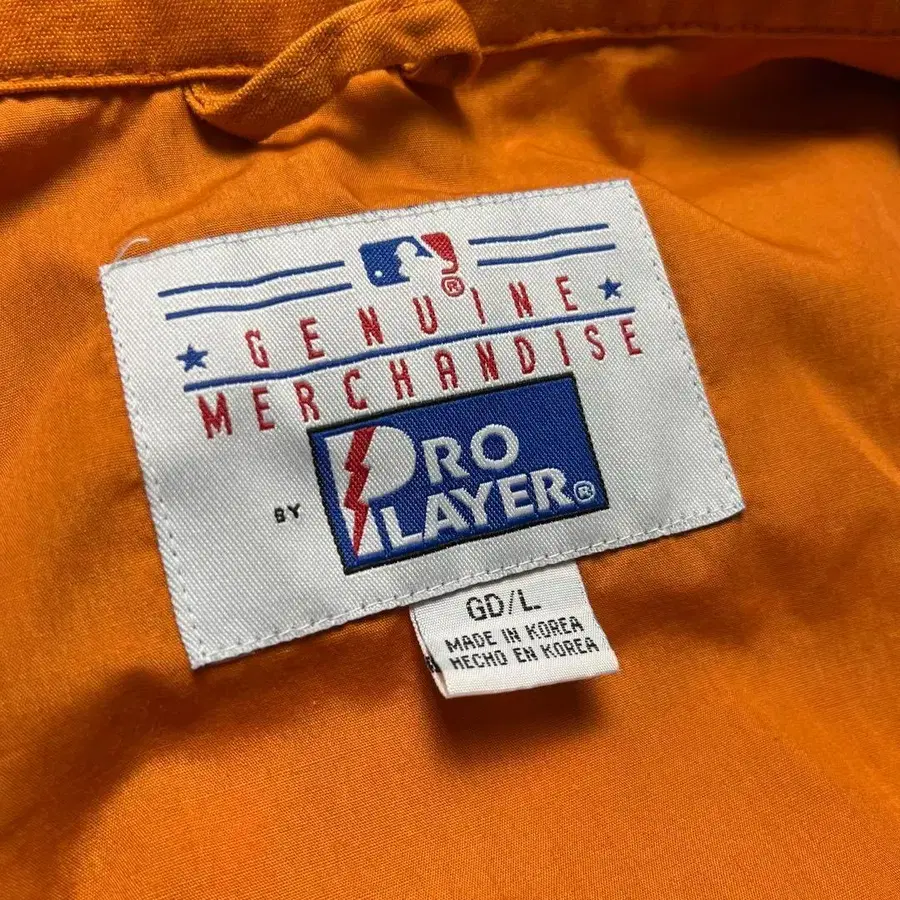 GENUINE
MERCHANDISE
BY PRO
PLAYER®
GD/L
MADE IN KOREA
HECHO EN KOREA